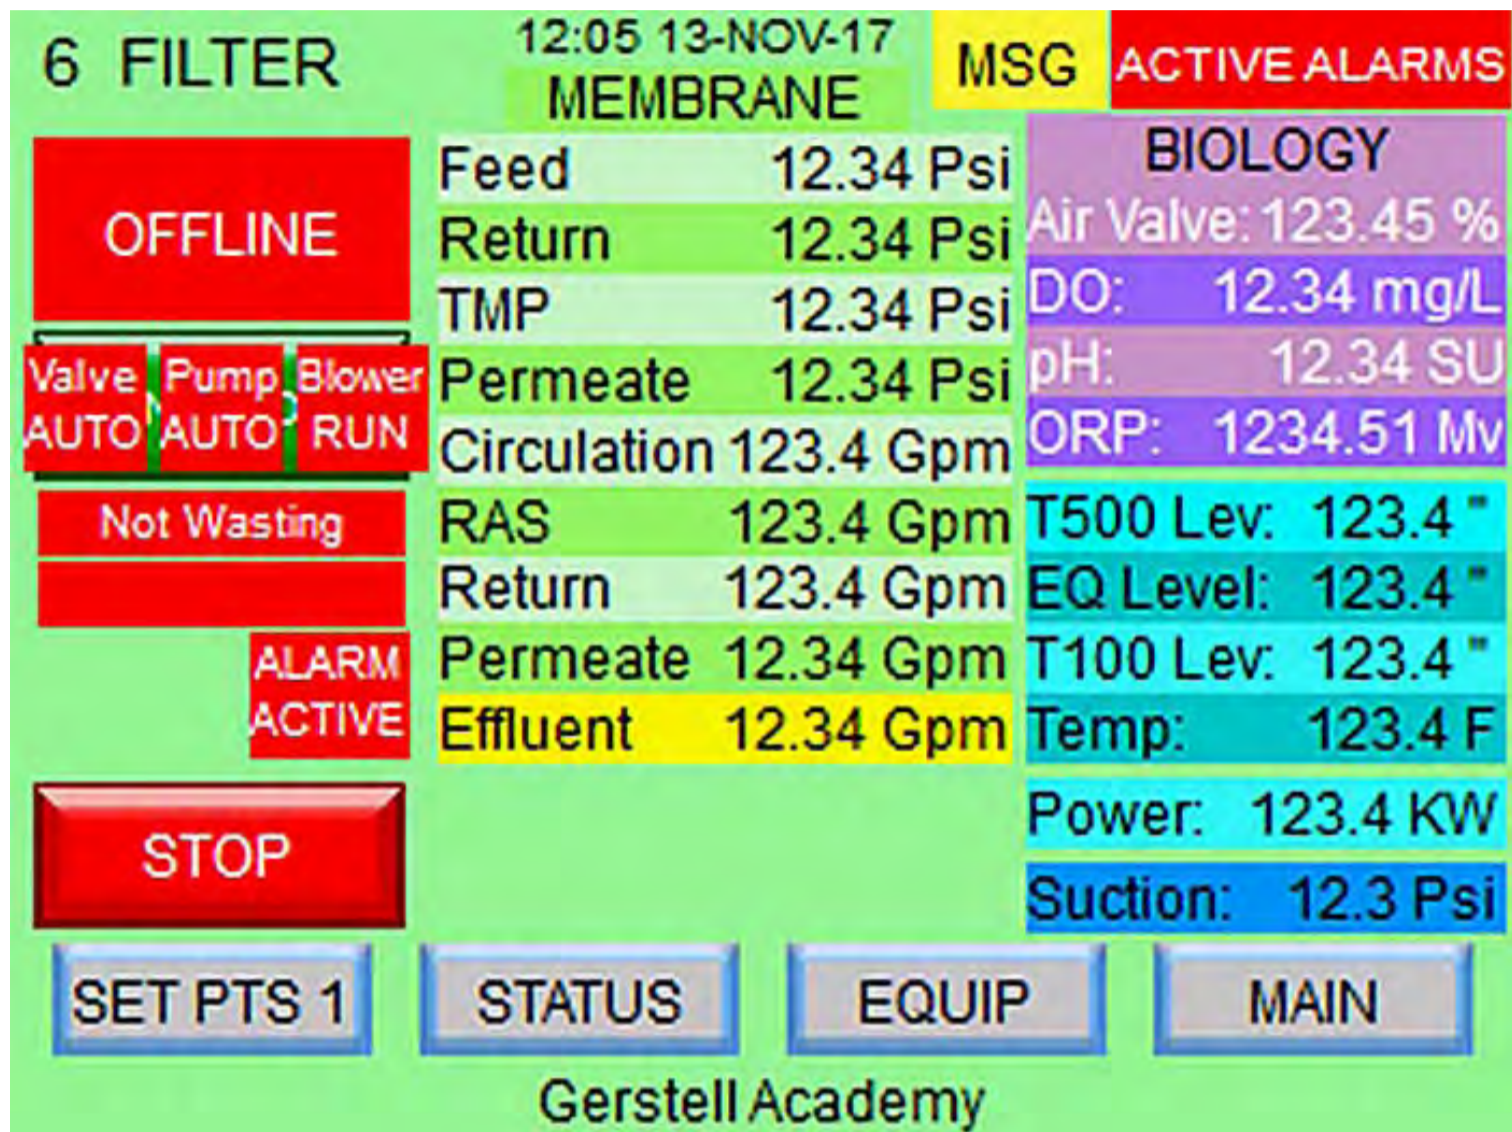 6 FILTER
12:05 13-NOV-17
MEMBRANE
MSG
ACTIVE ALARMS
OFFLINE
Valve AUTO
Pump AUTO
Blower RUN
Not Wasting
ALARM
ACTIVE
STOP
Feed 12.34 Psi
Return 12.34 Psi
TMP 12.34 Psi
Permeate 12.34 Psi
Circulation 123.4 Gpm
RAS 123.4 Gpm
Return 123.4 Gpm
Permeate 12.34 Gpm
Effluent 12.34 Gpm
BIOLOGY
Air Valve: 123.45 %
DO: 12.34 mg/L
pH: 12.34 SU
ORP: 1234.51 Mv
T500 Lev: 123.4 "
EQ Level: 123.4 "
T100 Lev: 123.4 "
Temp: 123.4 F
Power: 123.4 KW
Suction: 12.3 Psi
SET PTS 1
STATUS
EQUIP
MAIN
Gerstell Academy